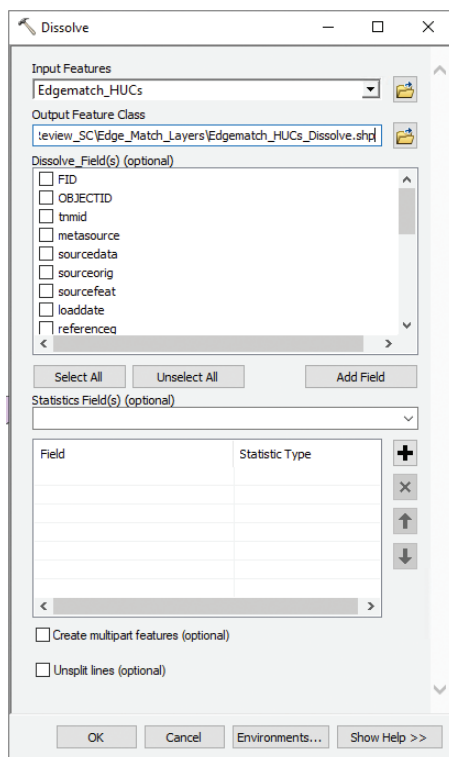 Dissolve
Input Features
Edgematch_HUCs
Output Feature Class
:eview_SC\Edge_Match_Layers\Edgematch_HUCs_Dissolve.shp
Dissolve_Field(s) (optional)
FID
OBJECTID
tnmid
metasource
sourcedata
sourceorig
sourcefeat
loaddate
referenceg
Select All Unselect All Add Field
Statistics Field(s) (optional)
Field Statistic Type
Create multipart features (optional)
Unsplit lines (optional)
OK Cancel Environments... Show Help >>